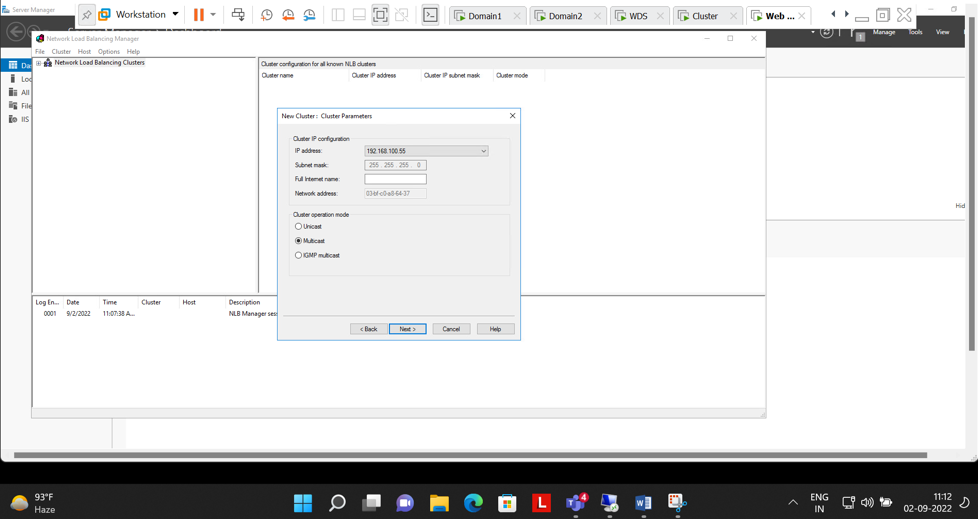 Server Manager
Workstation
Domain1
Domain2
WDS
Cluster
Web ...
1
Manage
Tools
View
Network Load Balancing Manager
File Cluster Host Options Help
Das
Network Load Balancing Clusters
Loc
All
File
IIS
Cluster configuration for all known NLB clusters
Cluster name Cluster IP address Cluster IP subnet mask Cluster mode
New Cluster : Cluster Parameters
Cluster IP configuration
IP address: 192.168.100.55
Subnet mask: 255 . 255 . 255 . 0
Full Internet name:
Network address: 03-bf-c0-a8-64-37
Hid
Cluster operation mode
Unicast
Multicast
IGMP multicast
< Back Next > Cancel Help
Log En... Date Time Cluster Host Description
0001 9/2/2022 11:07:38 A... NLB Manager ses
93°F
Haze
L
4
ENG
IN
11:12
02-09-2022